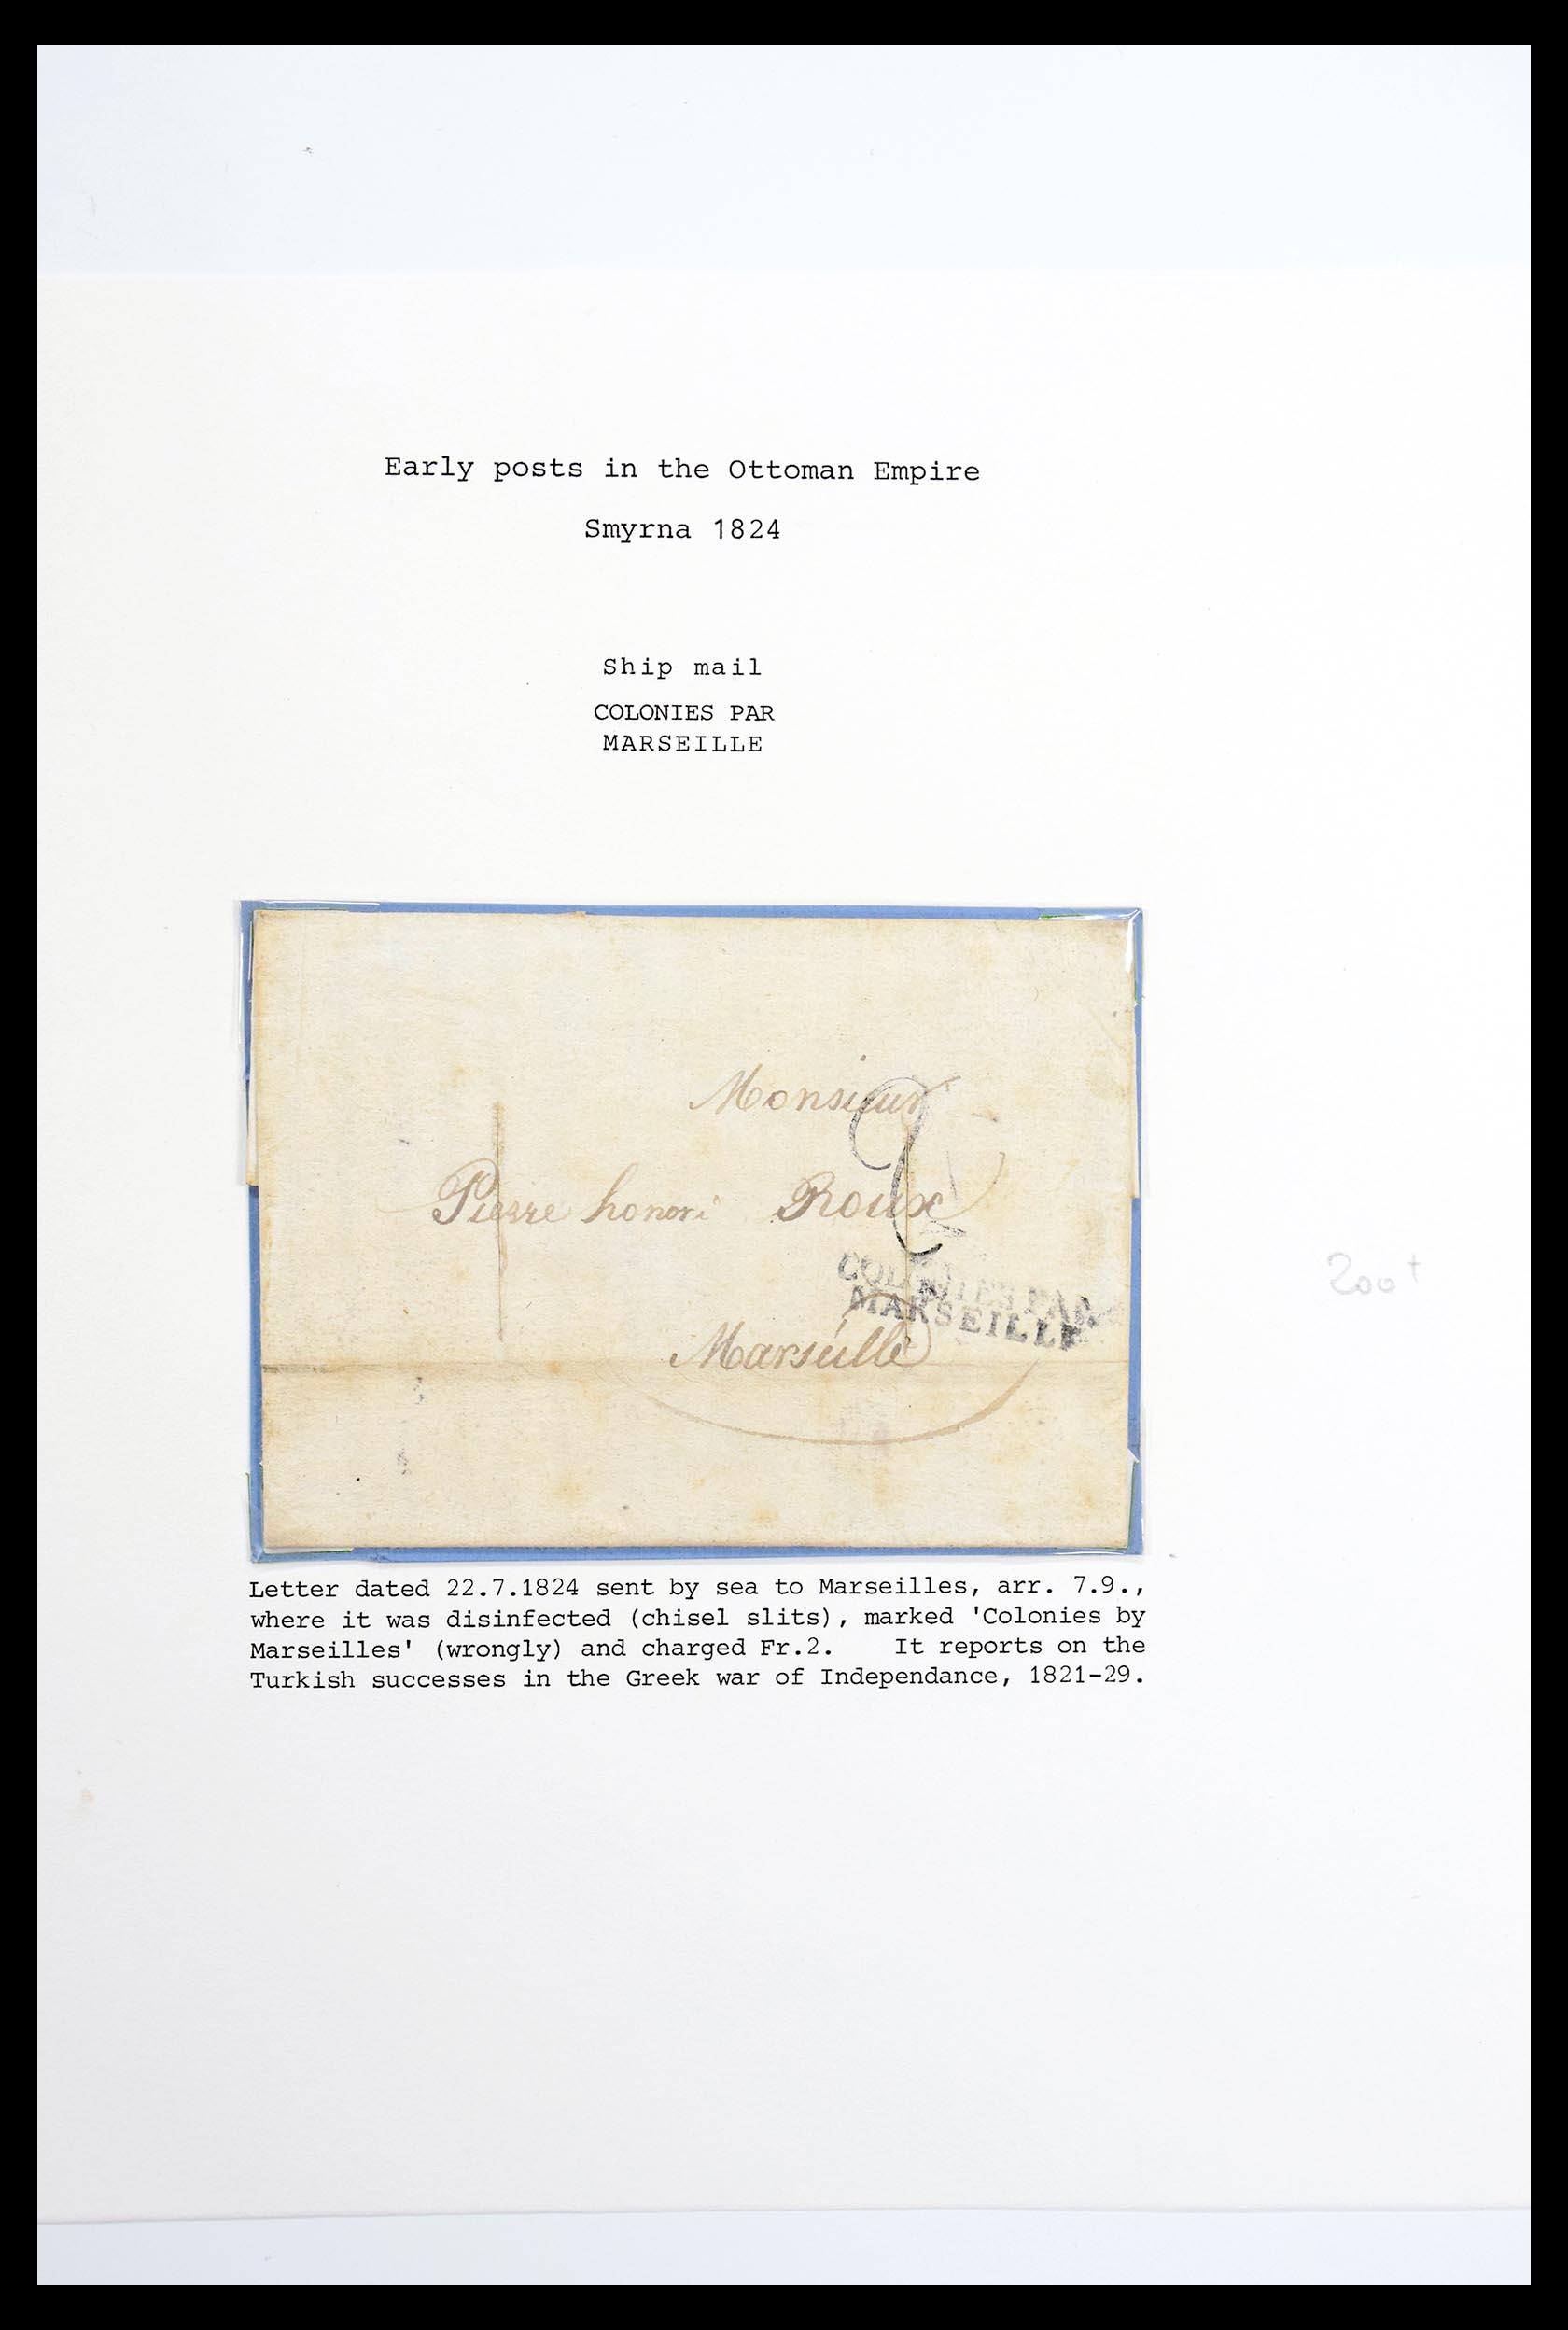 Early posts in the Ottoman Empire
Smyrna 1824
Ship mail
COLONIES PAR
MARSEILLE
Monsieur
2
Pierre honoré Roux
COLONIES PAR
MARSEILLE
Marseille
200+
Letter dated 22.7.1824 sent by sea to Marseilles, arr. 7.9.,
where it was disinfected (chisel slits), marked 'Colonies by
Marseilles' (wrongly) and charged Fr.2. It reports on the
Turkish successes in the Greek war of Independance, 1821-29.